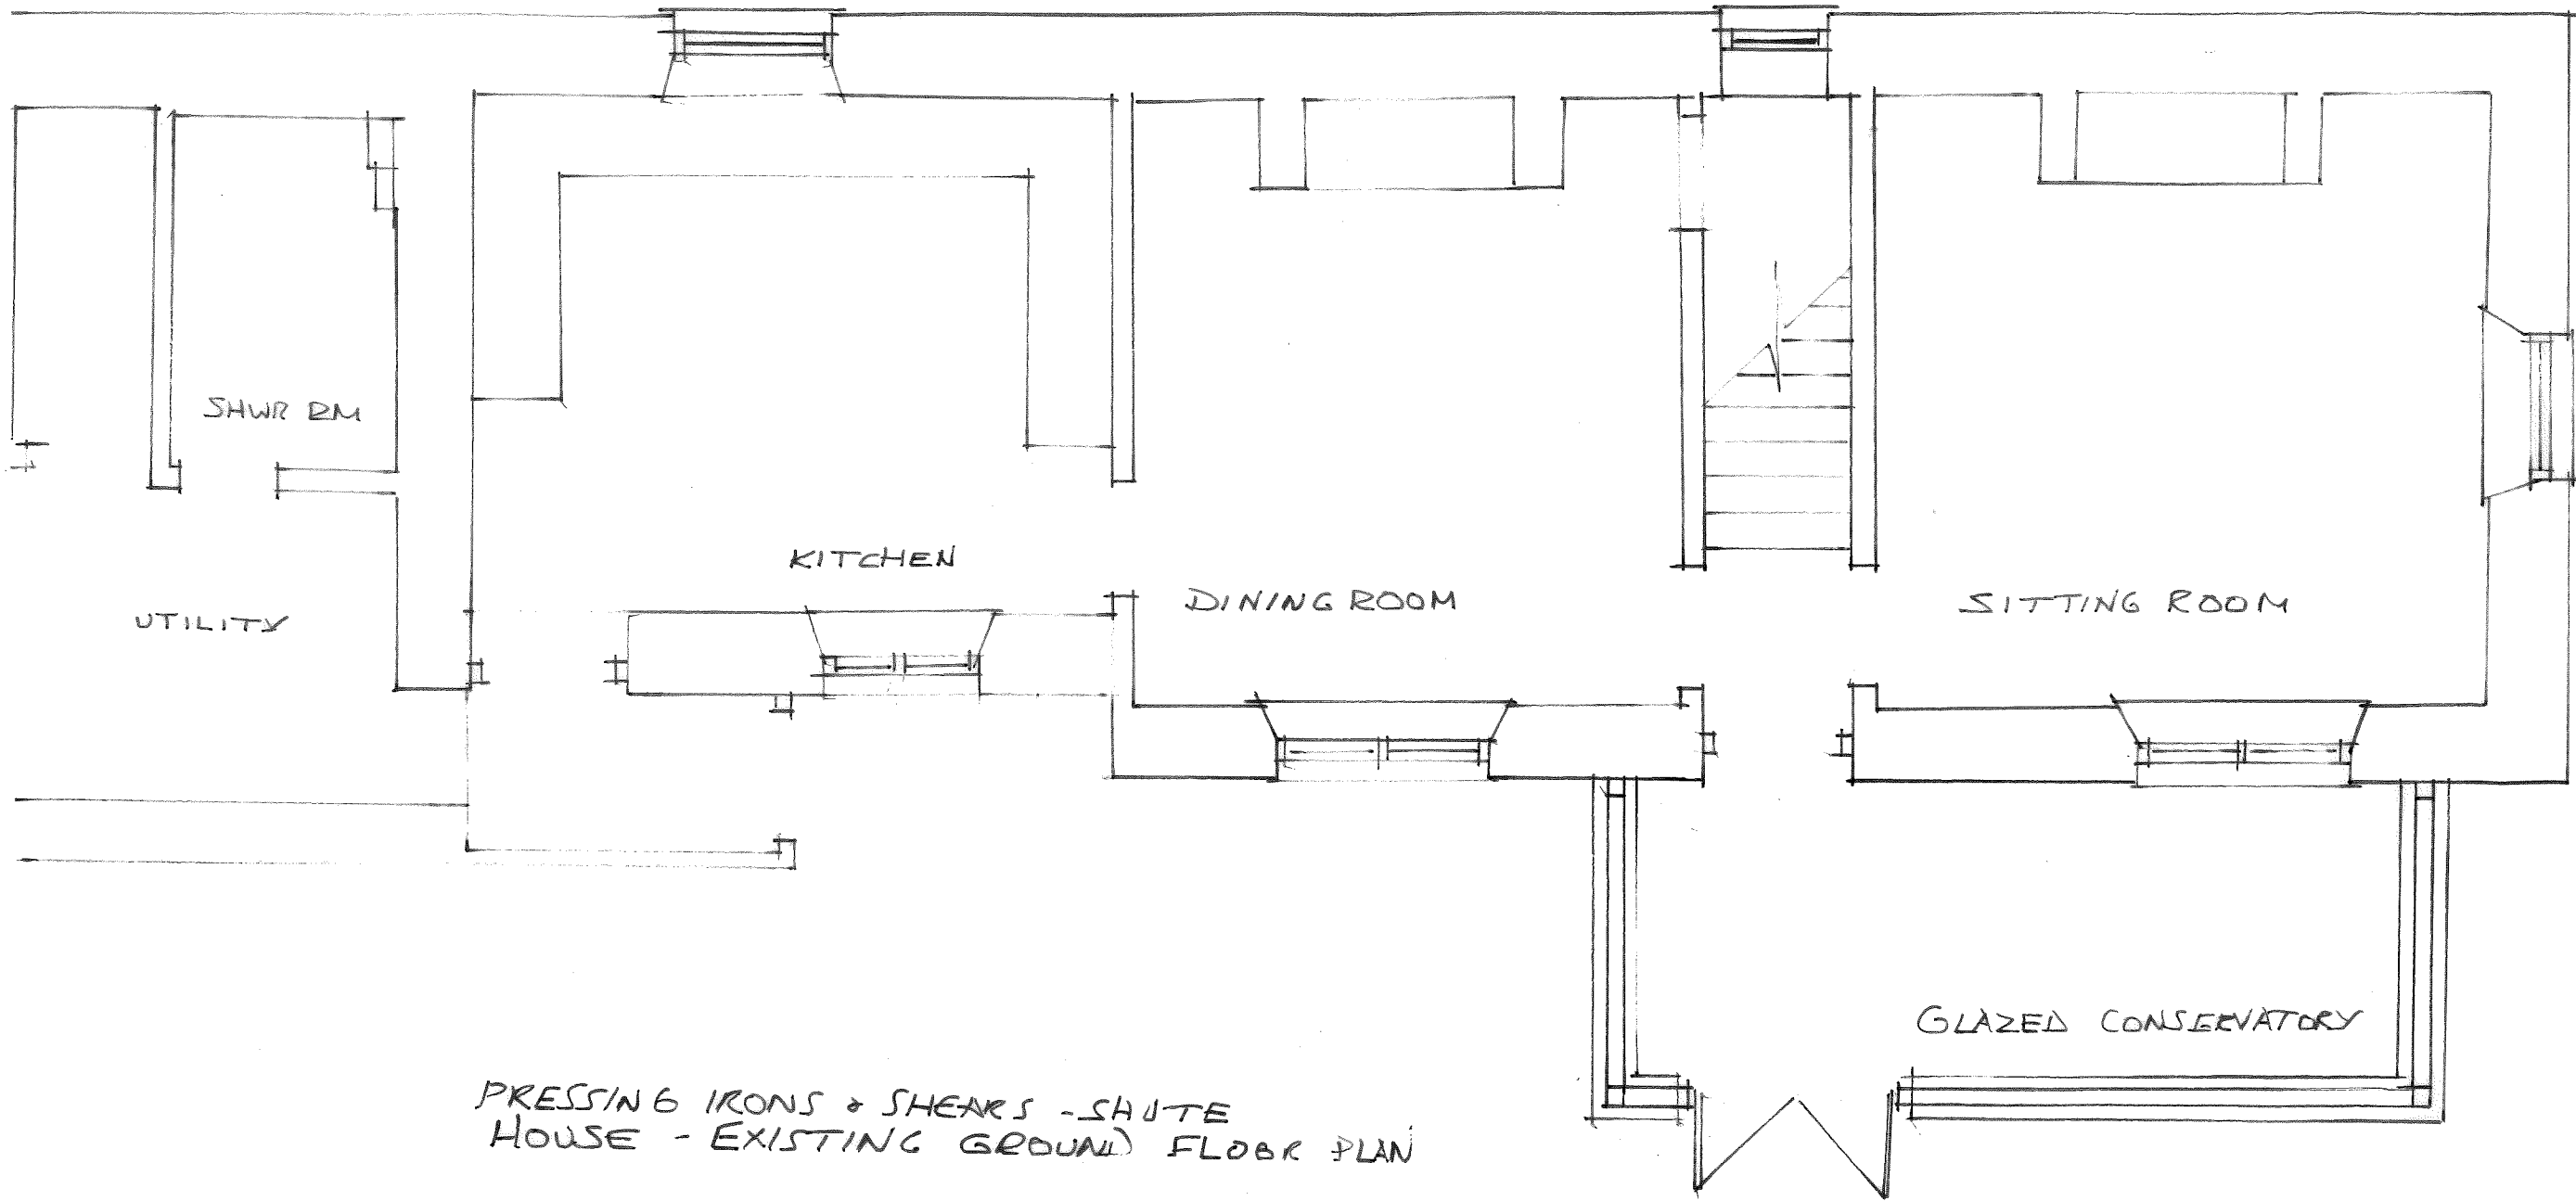 SHWR RM
KITCHEN
DINING ROOM
SITTING ROOM
UTILITY
GLAZED CONSERVATORY
PRESSING IRONS & SHEARS - SHUTE
HOUSE - EXISTING GROUND FLOOR PLAN